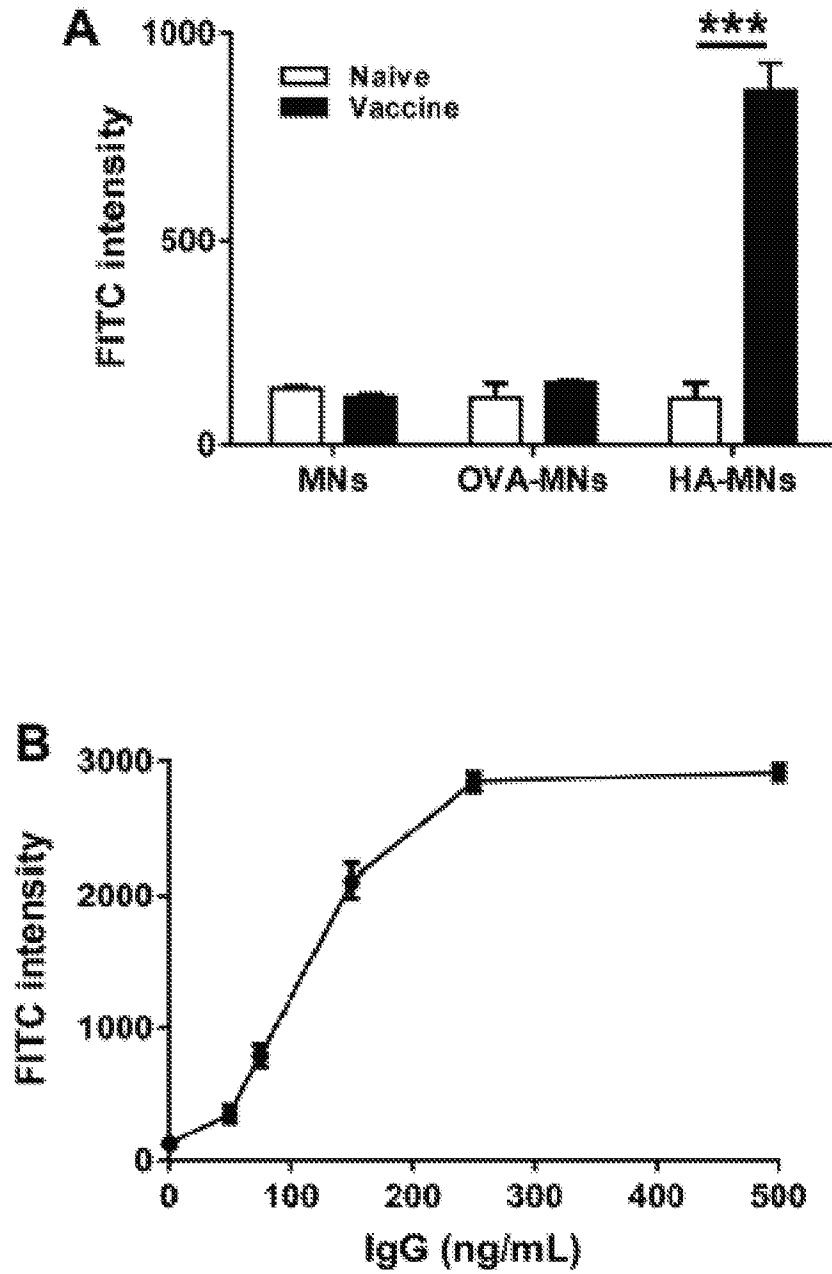 A
1000
***
Naive
Vaccine
FITC intensity
500
0
MNs OVA-MNs HA-MNs
B
3000
FITC intensity
2000
1000
0
0 100 200 300 400 500
IgG (ng/mL)